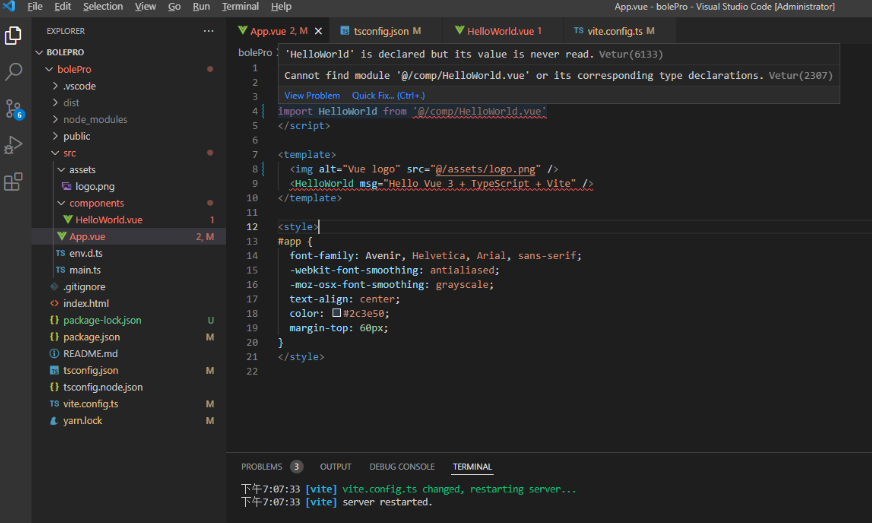 File Edit Selection View Go Run Terminal Help
App.vue - bolePro - Visual Studio Code [Administrator]
EXPLORER
App.vue 2, M
tsconfig.json M
HelloWorld.vue 1
vite.config.ts M
BOLEPRO
bolePro
.vscode
dist
node_modules
public
src
assets
logo.png
components
HelloWorld.vue 1
App.vue 2, M
TS env.d.ts
TS main.ts
.gitignore
<> index.html
{} package-lock.json U
{} package.json M
README.md
tsconfig.json M
{} tsconfig.node.json
TS vite.config.ts M
yarn.lock
6
bolePro
'HelloWorld' is declared but its value is never read. Vetur(6133)
Cannot find module '@/comp/HelloWorld.vue' or its corresponding type declarations. Vetur(2307)
View Problem Quick Fix... (Ctrl+.)
1
2
3
4 import HelloWorld from '@/comp/HelloWorld.vue'
5 </script>
6
7 <template>
8 <img alt="Vue logo" src="@/assets/logo.png" />
9 <HelloWorld msg="Hello Vue 3 + TypeScript + Vite" />
10 </template>
11
12 <style>
13 #app {
14 font-family: Avenir, Helvetica, Arial, sans-serif;
15 -webkit-font-smoothing: antialiased;
16 -moz-osx-font-smoothing: grayscale;
17 text-align: center;
18 color: #2c3e50;
19 margin-top: 60px;
20 }
21 </style>
22
PROBLEMS 3 OUTPUT DEBUG CONSOLE TERMINAL
下午7:07:33 [vite] vite.config.ts changed, restarting server...
下午7:07:33 [vite] server restarted.